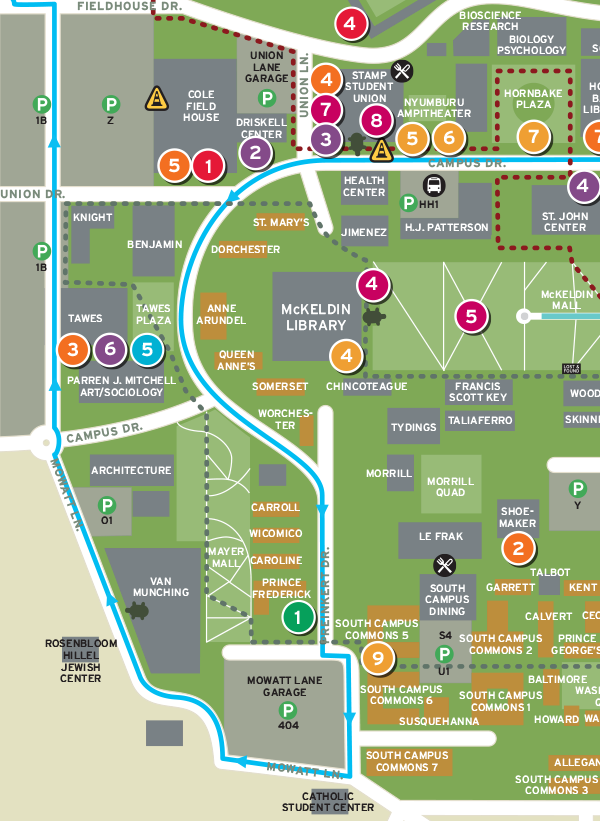 FIELDHOUSE DR.
4
BIOSCIENCE
RESEARCH
BIOLOGY
PSYCHOLOGY
UNION
LANE
GARAGE
P
UNION LN.
4
STAMP
STUDENT
UNION
7
8
3
NYUMBURU
AMPITHEATER
5
6
HORNBAKE
PLAZA
7
P
1B
P
Z
COLE
FIELD
HOUSE
DRISKELL
CENTER
2
5
1
CAMPUS DR.
UNION DR.
HEALTH
CENTER
P
HH1
H.J. PATTERSON
4
ST. JOHN
CENTER
KNIGHT
BENJAMIN
ST. MARY'S
JIMENEZ
DORCHESTER
P
1B
TAWES
TAWES
PLAZA
ANNE
ARUNDEL
McKELDIN
LIBRARY
4
5
McKELDIN
MALL
3
6
5
QUEEN
ANNE'S
4
LOST &
FOUND
PARREN J. MITCHELL
ART/SOCIOLOGY
SOMERSET
CHINCOTEAGUE
FRANCIS
SCOTT KEY
WOOD
WORCHES-
TER
TYDINGS
TALIAFERRO
SKINN
CAMPUS DR.
MOWATT LN.
ARCHITECTURE
MORRILL
MORRILL
QUAD
P
Y
P
01
CARROLL
SHOE-
MAKER
WICOMICO
LE FRAK
2
MAYER
MALL
CAROLINE
VAN
MUNCHING
PRINCE
FREDERICK
1
PREINKERT DR.
SOUTH
CAMPUS
DINING
TALBOT
GARRETT
KENT
CALVERT
CEC
SOUTH CAMPUS
COMMONS 5
S4
P
U1
SOUTH CAMPUS
COMMONS 2
PRINCE
GEORGE'S
ROSENBLOOM
HILLEL
JEWISH
CENTER
9
MOWATT LANE
GARAGE
P
404
SOUTH CAMPUS
COMMONS 6
SOUTH CAMPUS
COMMONS 1
BALTIMORE
WAS
SUSQUEHANNA
HOWARD
WA
SOUTH CAMPUS
COMMONS 7
ALLEGAN
MOWATT LN.
SOUTH CAMPUS
COMMONS 3
CATHOLIC
STUDENT CENTER